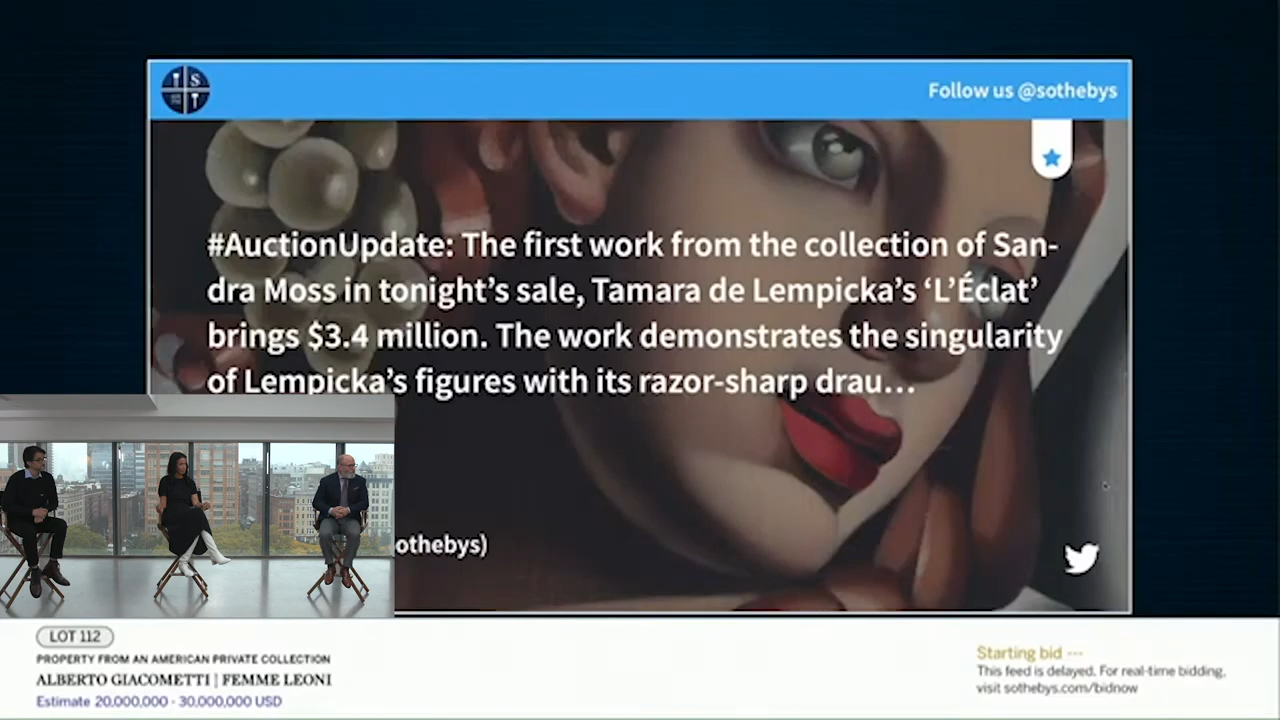 Follow us @sothebys
#AuctionUpdate: The first work from the collection of San-
dra Moss in tonight’s sale, Tamara de Lempicka’s ‘L’Éclat’
brings $3.4 million. The work demonstrates the singularity
of Lempicka’s figures with its razor-sharp drau…
othebys)
LOT 112
PROPERTY FROM AN AMERICAN PRIVATE COLLECTION
ALBERTO GIACOMETTI | FEMME LEONI
Estimate 20,000,000 - 30,000,000 USD
Starting bid ---
This feed is delayed. For real-time bidding,
visit sothebys.com/bidnow